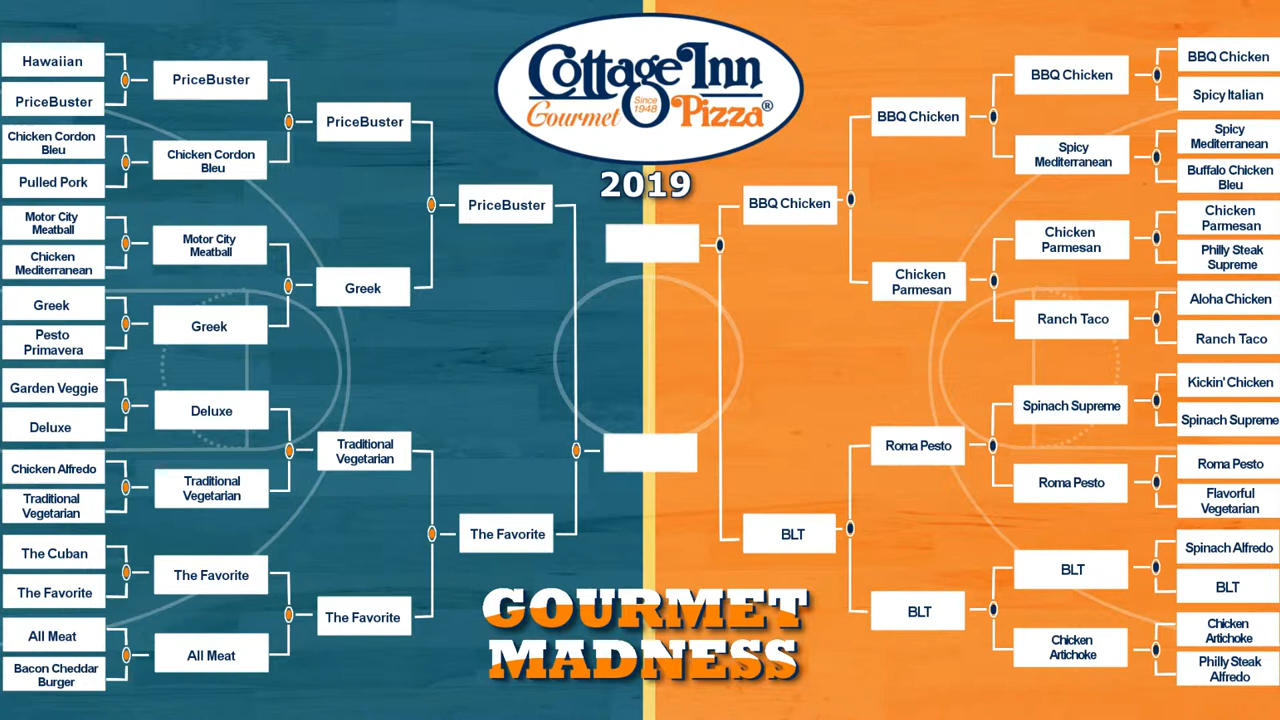 Cottage Inn
Since
1948
Gourmet Pizza®
2019
Hawaiian
PriceBuster
Chicken Cordon
Bleu
Pulled Pork
Motor City
Meatball
Chicken
Mediterranean
Greek
Pesto
Primavera
Garden Veggie
Deluxe
Chicken Alfredo
Traditional
Vegetarian
The Cuban
The Favorite
All Meat
Bacon Cheddar
Burger
PriceBuster
Chicken Cordon
Bleu
Motor City
Meatball
Greek
Deluxe
Traditional
Vegetarian
The Favorite
All Meat
PriceBuster
Greek
Traditional
Vegetarian
The Favorite
PriceBuster
The Favorite
BBQ Chicken
BLT
BBQ Chicken
Chicken
Parmesan
Roma Pesto
BLT
BBQ Chicken
Spicy
Mediterranean
Chicken
Parmesan
Ranch Taco
Spinach Supreme
Roma Pesto
BLT
Chicken
Artichoke
BBQ Chicken
Spicy Italian
Spicy
Mediterranean
Buffalo Chicken
Bleu
Chicken
Parmesan
Philly Steak
Supreme
Aloha Chicken
Ranch Taco
Kickin' Chicken
Spinach Supreme
Roma Pesto
Flavorful
Vegetarian
Spinach Alfredo
BLT
Chicken
Artichoke
Philly Steak
Alfredo
GOURMET
MADNESS